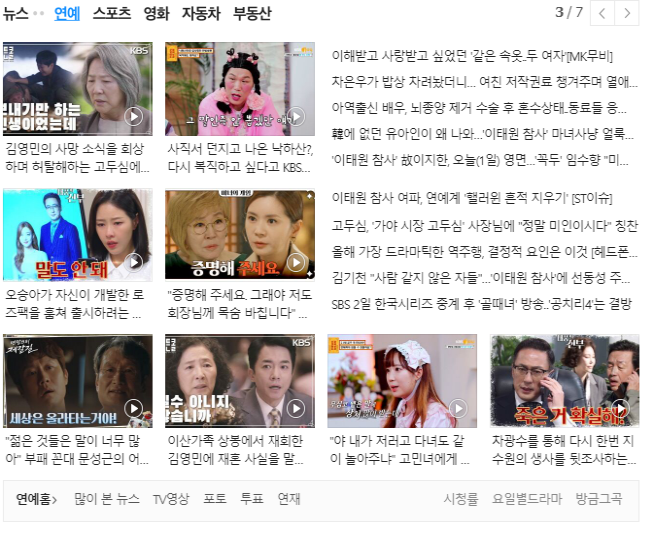 뉴스 연예 스포츠 영화 자동차 부동산
3 / 7
KBS
보내기만 하는
인생이었는데
김영민의 사망 소식을 회상
하며 허탈해하는 고두심에...
사직서 던지고 나온 낙하산?,
다시 복직하고 싶다고 KBS...
이해받고 사랑받고 싶었던 '같은 속옷..두 여자'[MK무비]
차은우가 밥상 차려놨더니... 여친 저작권료 챙겨주며 열애...
아역출신 배우, 뇌종양 제거 수술 후 혼수상태..동료들 응...
韓에 없던 유아인이 왜 나와...'이태원 참사' 마녀사냥 얼룩...
'이태원 참사' 故이지한, 오늘(1일) 영면...'꼭두' 임수향 "미...
말도 안 돼
오승아가 자신이 개발한 로
즈팩을 훔쳐 출시하려는 ...
증명해 주세요
"증명해 주세요. 그래야 저도
회장님께 목숨 바칩니다" ...
이태원 참사 여파, 연예계 '핼러윈 흔적 지우기' [ST이슈]
고두심, '가야 시장 고두심' 사장님에 "정말 미인이시다" 칭찬
올해 가장 드라마틱한 역주행, 결정적 요인은 이것 [헤드폰...
김기천 "사람 같지 않은 자들"...'이태원 참사'에 선동성 주...
SBS 2일 한국시리즈 중계 후 '골때녀' 방송..'공치리4'는 결방
세상은 올라타는거야!
"젊은 것들은 말이 너무 많
아" 부패 꼰대 문성근의 어...
KBS
실수 아니지
않습니까
이산가족 상봉에서 재회한
김영민에 재혼 사실을 말...
"야 내가 저러고 다녀도 같
이 놀아주냐" 고민녀에게 ...
죽은 거 확실해?
차광수를 통해 다시 한번 지
수원의 생사를 뒷조사하는...
연예홈> 많이 본 뉴스 TV영상 포토 투표 연재 시청률 요일별드라마 방금그곡